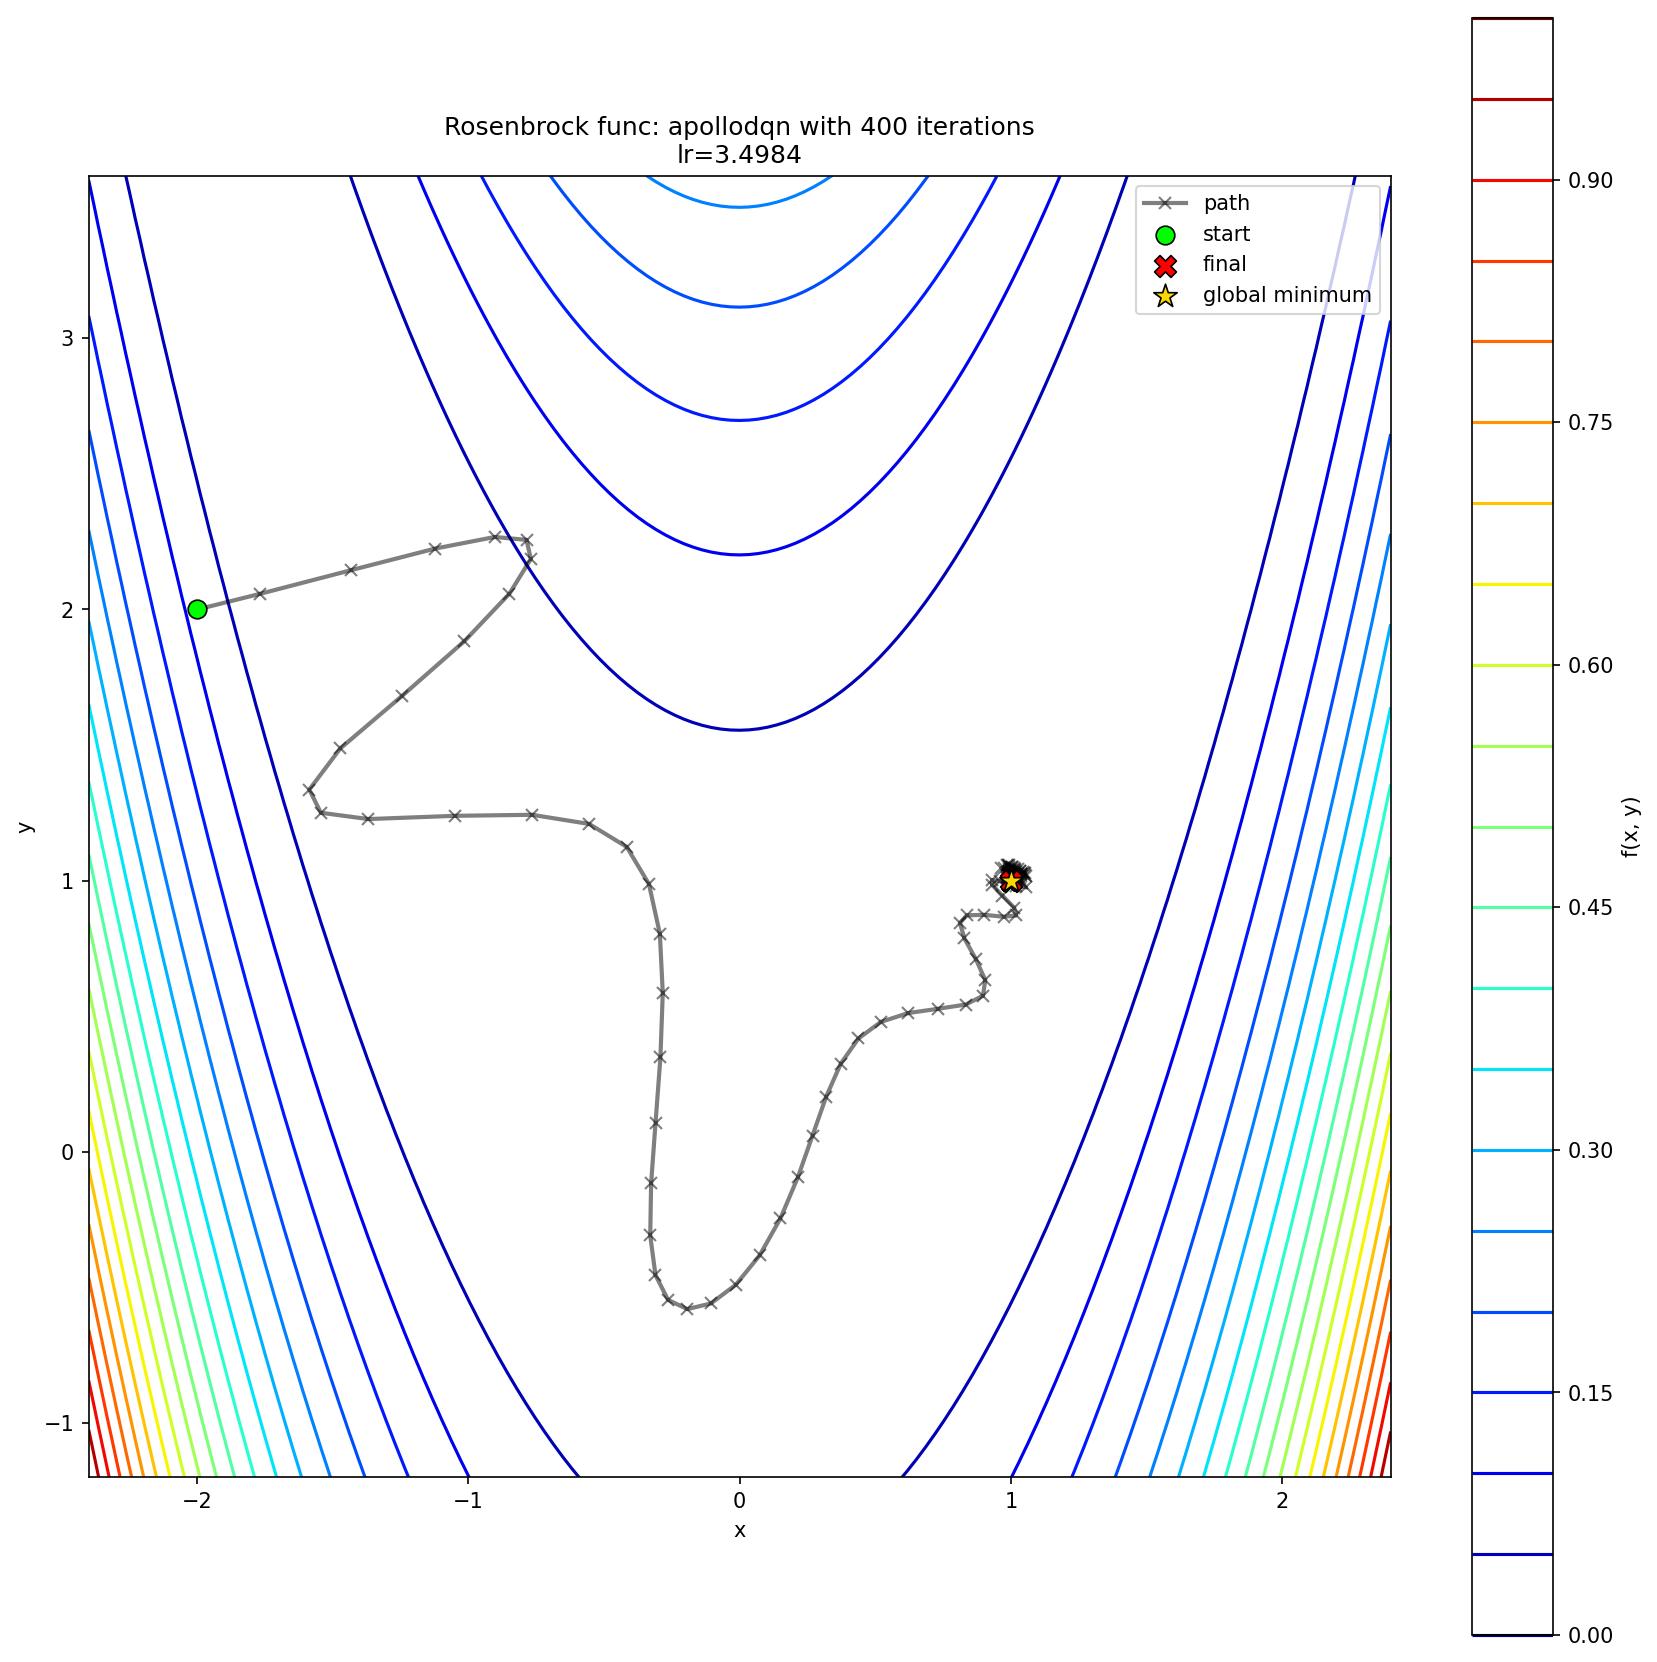 Rosenbrock func: apollodqn with 400 iterations
lr=3.4984
path
start
final
global minimum
3
2
1
0
−1
y
−2
−1
0
1
2
x
0.90
0.75
0.60
0.45
0.30
0.15
0.00
f(x, y)